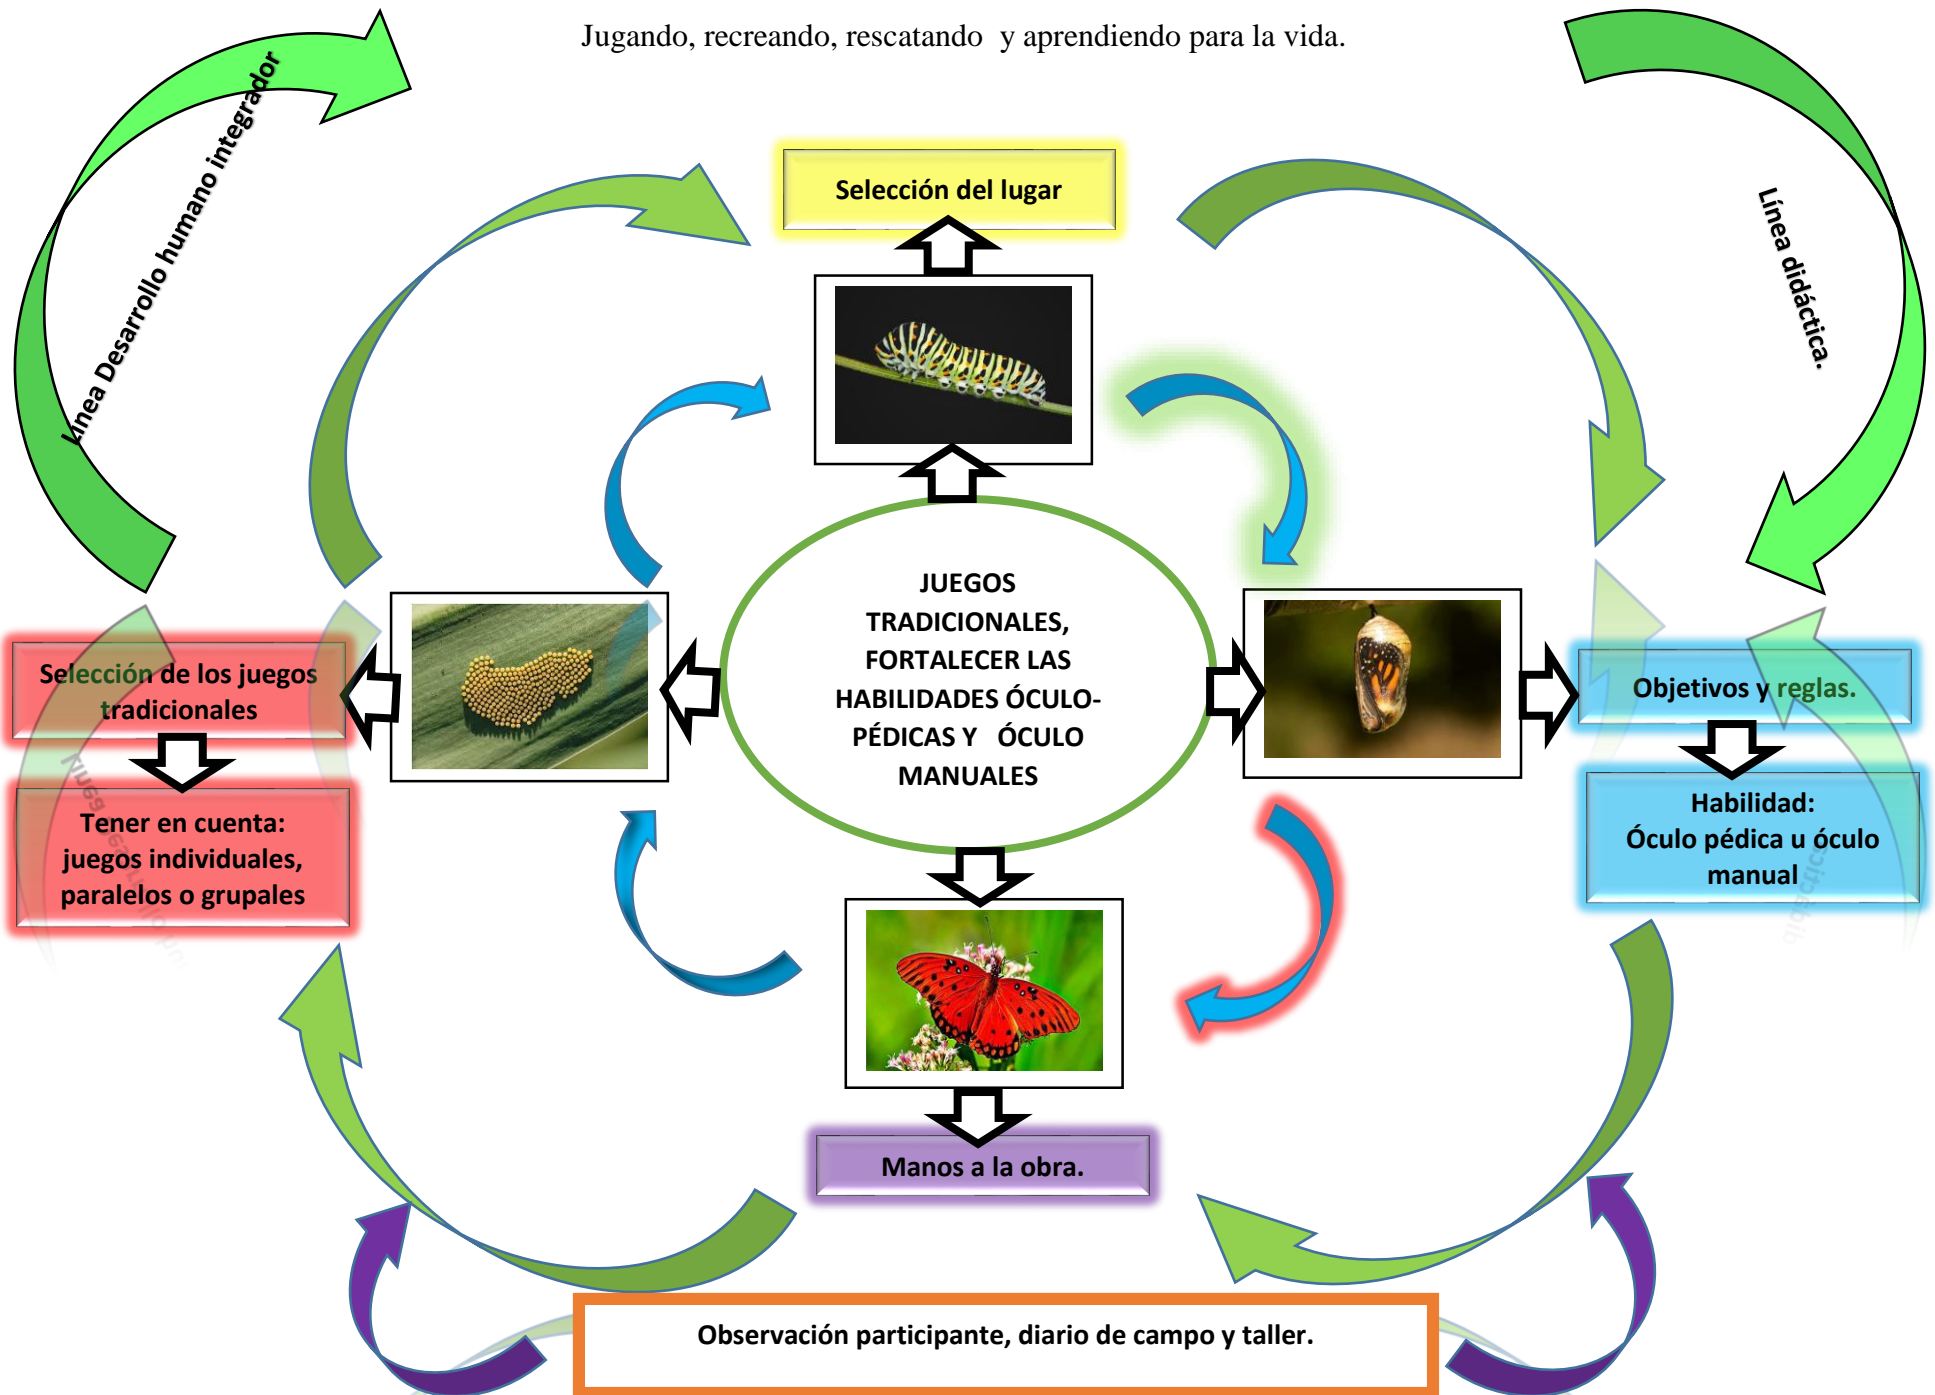 Jugando, recreando, rescatando  y aprendiendo para la vida.
Línea Desarrollo humano integrador
Línea didáctica.
Selección del lugar
JUEGOS
TRADICIONALES,
FORTALECER LAS
HABILIDADES ÓCULO-
PÉDICAS Y   ÓCULO
MANUALES
Selección de los juegos
tradicionales
Tener en cuenta:
juegos individuales,
paralelos o grupales
Objetivos y reglas.
Habilidad:
Óculo pédica u óculo
manual
Manos a la obra.
Observación participante, diario de campo y taller.